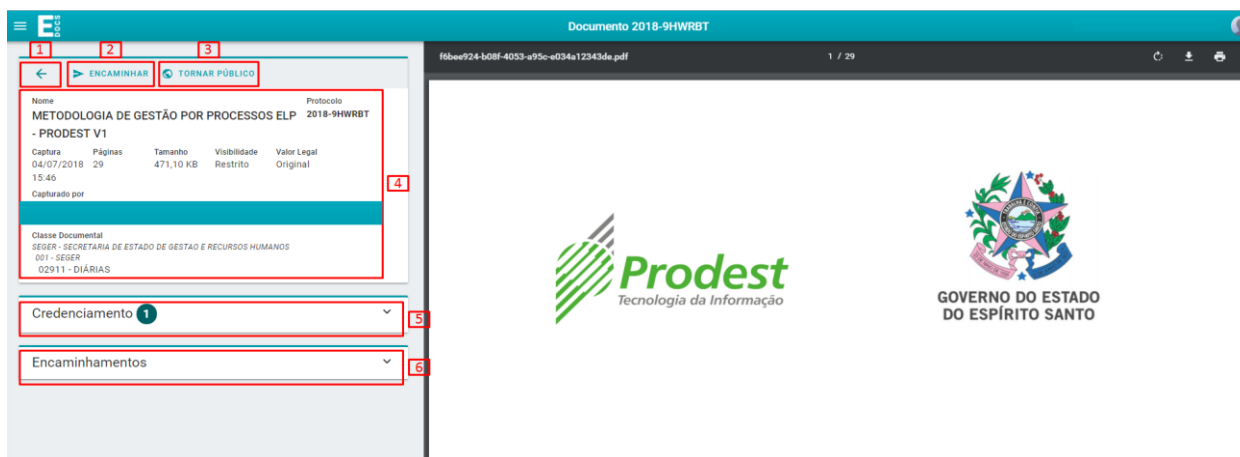 E DOCS
Documento 2018-9HWRBT
1
2
3
ENCAMINHAR
TORNAR PÚBLICO
Nome
Protocolo
METODOLOGIA DE GESTÃO POR PROCESSOS ELP
2018-9HWRBT
- PRODEST V1
Captura Páginas Tamanho Visibilidade Valor Legal
04/07/2018 29 471,10 KB Restrito Original
15:46
Capturado por
4
Classe Documental
SEGER - SECRETARIA DE ESTADO DE GESTAO E RECURSOS HUMANOS
001 - SEGER
02911 - DIÁRIAS
Credenciamento 1
5
Encaminhamentos
6
f6bee924-b08f-4053-a95c-e034a12343de.pdf
1 / 29
Prodest
Tecnologia da Informação
GOVERNO DO ESTADO
DO ESPÍRITO SANTO